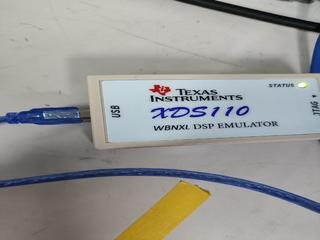 STATUS
TEXAS
INSTRUMENTS
XDS110
WBNXL DSP EMULATOR
USB
JTAG